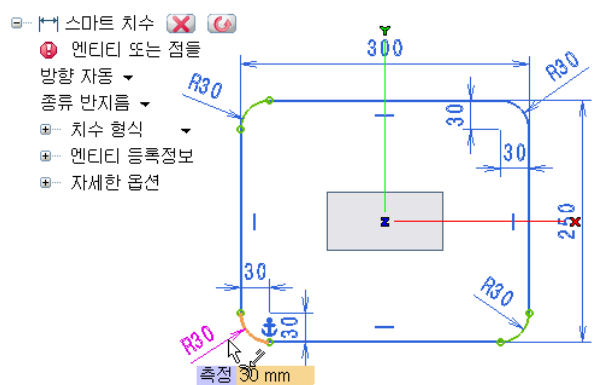 스마트 치수
엔티티 또는 점들
방향 자동
종류 반지름
치수 형식
엔티티 등록정보
자세한 옵션
Y
300
R30
R30
30
30
250
Z
X
30
30
R30
R30
측정 30 mm